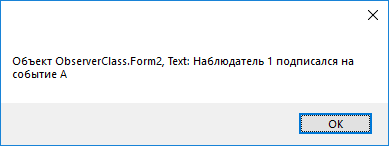 Объект ObserverClass.Form2, Text: Наблюдатель 1 подписался на
событие A
OK